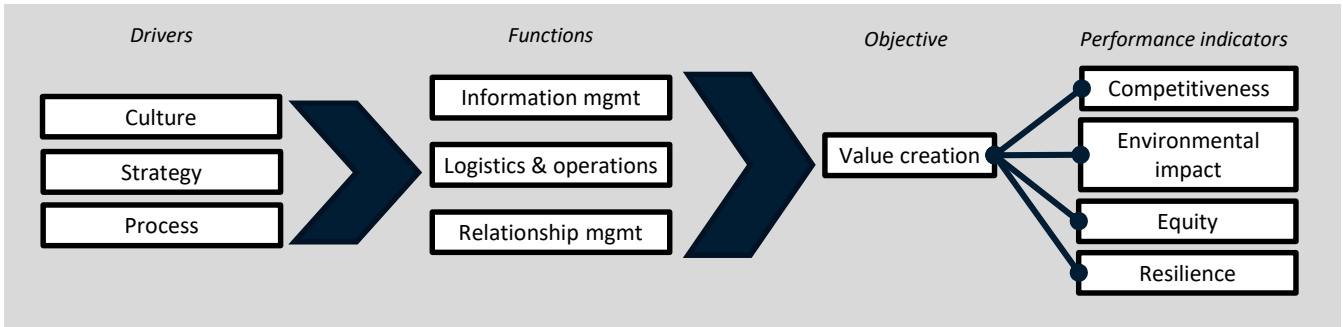 Drivers
Functions
Objective
Performance indicators
Culture
Strategy
Process
Information mgmt
Logistics & operations
Relationship mgmt
Value creation
Competitiveness
Environmental
impact
Equity
Resilience